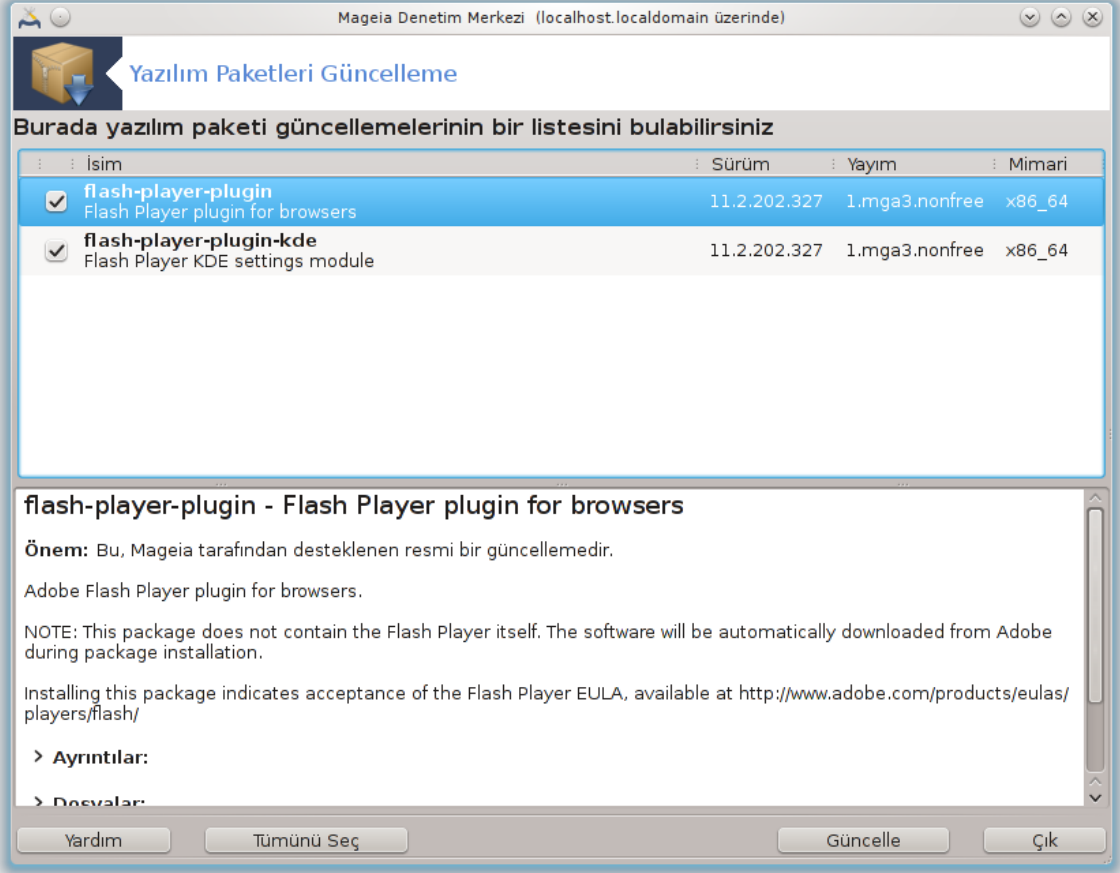 Mageia Denetim Merkezi (localhost.localdomain üzerinde)
Yazılım Paketleri Güncelleme
Burada yazılım paketi güncellemelerinin bir listesini bulabilirsiniz
İsim Sürüm Yayım Mimari
flash-player-plugin
Flash Player plugin for browsers 11.2.202.327 1.mga3.nonfree x86_64
flash-player-plugin-kde
Flash Player KDE settings module 11.2.202.327 1.mga3.nonfree x86_64
flash-player-plugin - Flash Player plugin for browsers
Önem: Bu, Mageia tarafından desteklenen resmi bir güncellemedir.
Adobe Flash Player plugin for browsers.
NOTE: This package does not contain the Flash Player itself. The software will be automatically downloaded from Adobe
during package installation.
Installing this package indicates acceptance of the Flash Player EULA, available at http://www.adobe.com/products/eulas/
players/flash/
Ayrıntılar:
Dosyalar:
Yardım Tümünü Seç Güncelle Çık